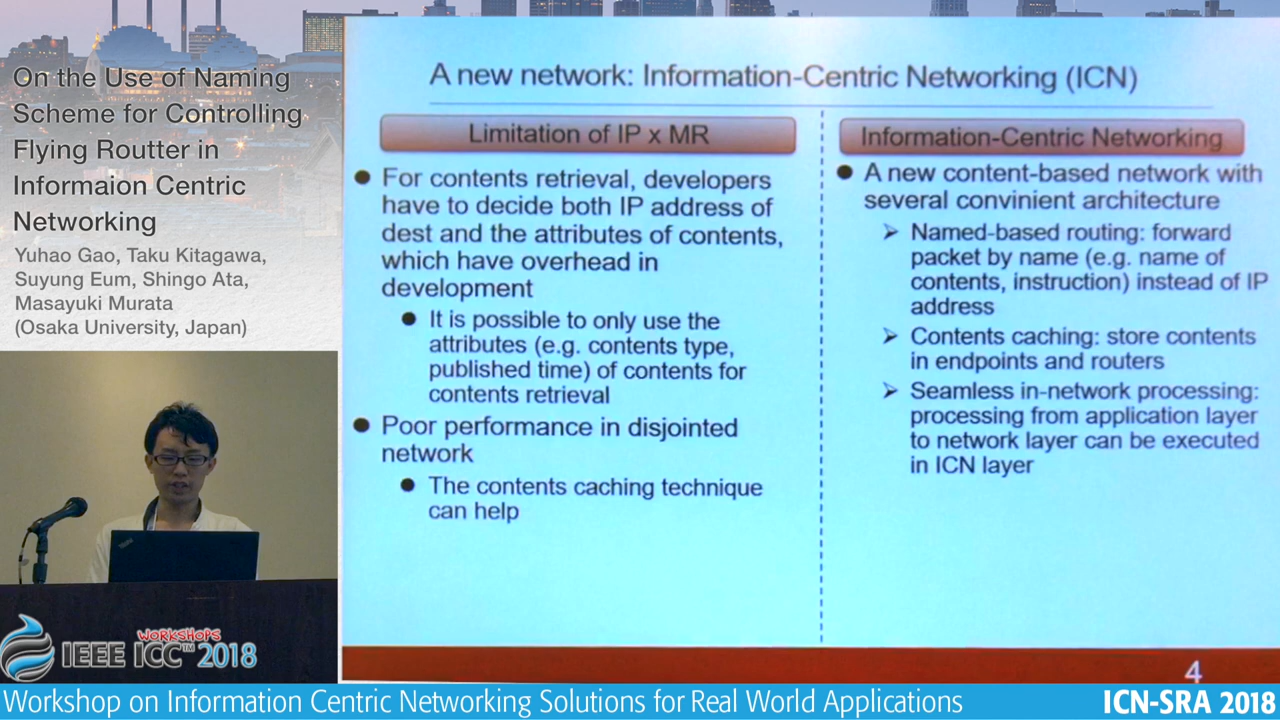 On the Use of Naming
Scheme for Controlling
Flying Routter in
Informaion Centric
Networking
Yuhao Gao, Taku Kitagawa,
Suyung Eum, Shingo Ata,
Masayuki Murata
(Osaka University, Japan)
A new network: Information-Centric Networking (ICN)
Limitation of IP x MR
For contents retrieval, developers
have to decide both IP address of
dest and the attributes of contents,
which have overhead in
development
It is possible to only use the
attributes (e.g. contents type,
published time) of contents for
contents retrieval
Poor performance in disjointed
network
The contents caching technique
can help
Information-Centric Networking
A new content-based network with
several convinient architecture
Named-based routing: forward
packet by name (e.g. name of
contents, instruction) instead of IP
address
Contents caching: store contents
in endpoints and routers
Seamless in-network processing:
processing from application layer
to network layer can be executed
in ICN layer
4
WORKSHOPS
IEEE ICC™ 2018
Workshop on Information Centric Networking Solutions for Real World Applications
ICN-SRA 2018